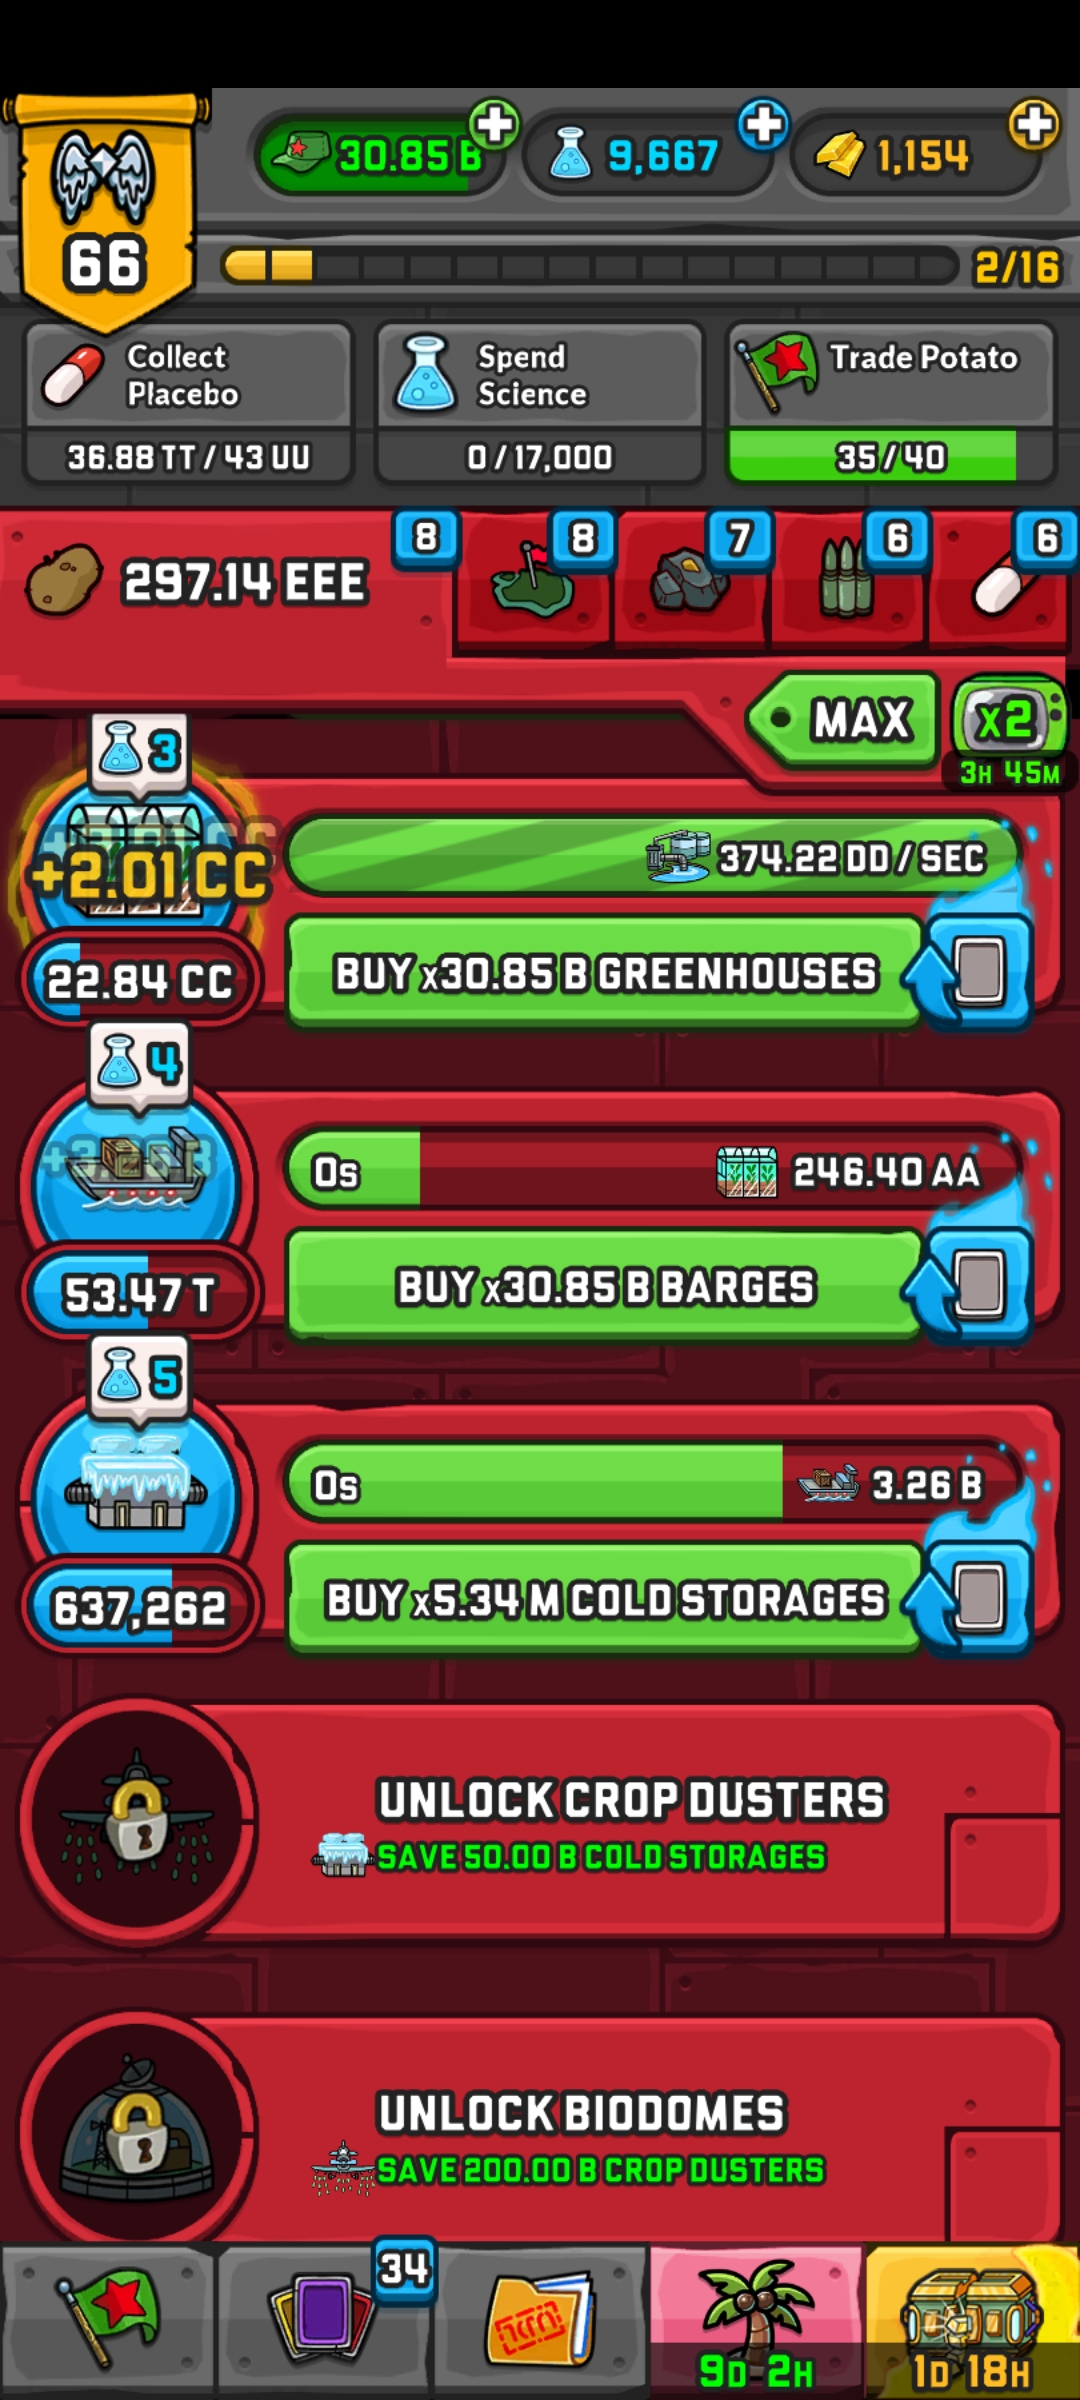 30.85 B
9,667
1,154
66
2/16
Collect
Placebo
Spend
Science
Trade Potato
36.88 TT / 43 UU
0 / 17,000
35 / 40
297.14 EEE
8
8
7
6
6
MAX
x2
3H 45M
3
+2.01 CC
374.22 DD / SEC
22.84 CC
BUY x30.85 B GREENHOUSES
4
0s
246.40 AA
53.47 T
BUY x30.85 B BARGES
5
0s
3.26 B
637,262
BUY x5.34 M COLD STORAGES
UNLOCK CROP DUSTERS
SAVE 50.00 B COLD STORAGES
UNLOCK BIODOMES
SAVE 200.00 B CROP DUSTERS
34
9D 2H
1D 18H